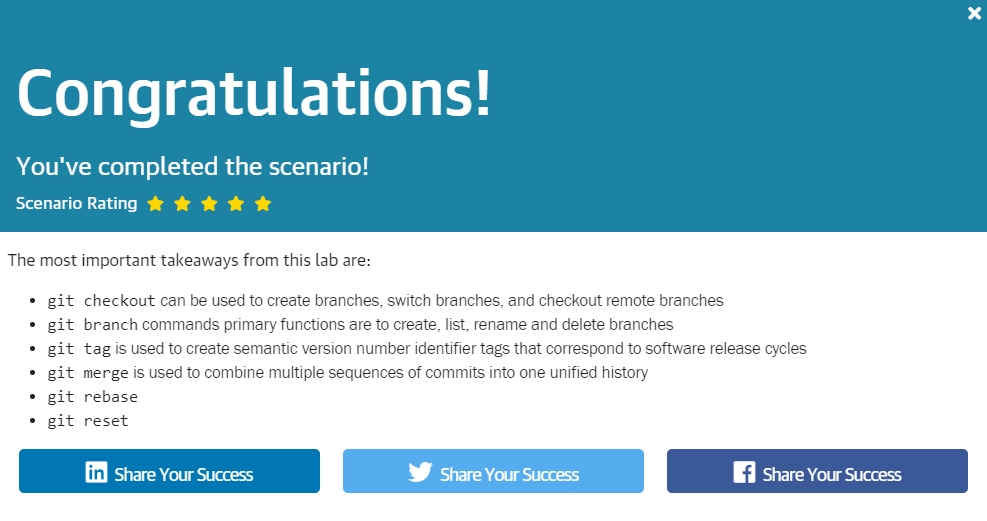 Congratulations!
You've completed the scenario!
Scenario Rating
The most important takeaways from this lab are:
git checkout can be used to create branches, switch branches, and checkout remote branches
git branch commands primary functions are to create, list, rename and delete branches
git tag is used to create semantic version number identifier tags that correspond to software release cycles
git merge is used to combine multiple sequences of commits into one unified history
git rebase
git reset
in Share Your Success
Share Your Success
f Share Your Success